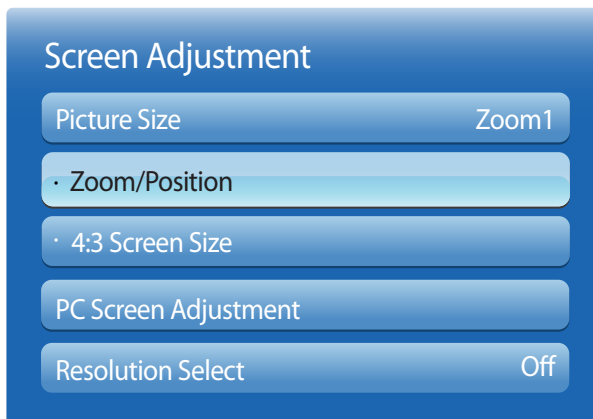 Screen Adjustment
Picture Size Zoom1
· Zoom/Position
· 4:3 Screen Size
PC Screen Adjustment
Resolution Select Off